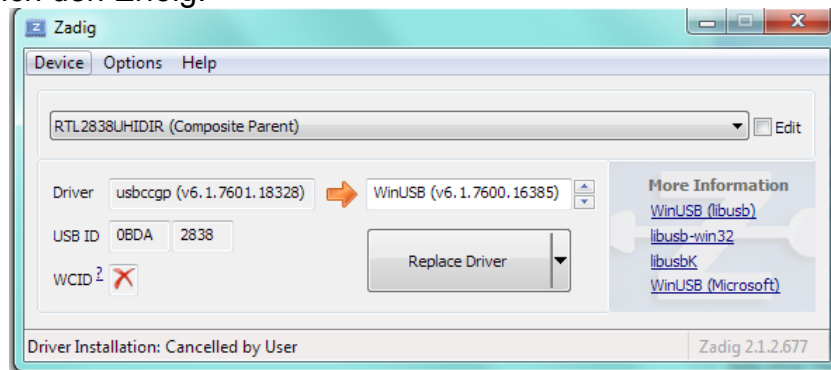 den Erfolg.
Zadig
Device Options Help
RTL2838UHIDIR (Composite Parent) Edit
Driver usbccgp (v6.1.7601.18328) WinUSB (v6.1.7600.16385) More Information
WinUSB (libusb)
USB ID 0BDA 2838 libusb-win32
Replace Driver libusbK
WCID ? WinUSB (Microsoft)
Driver Installation: Cancelled by User Zadig 2.1.2.677